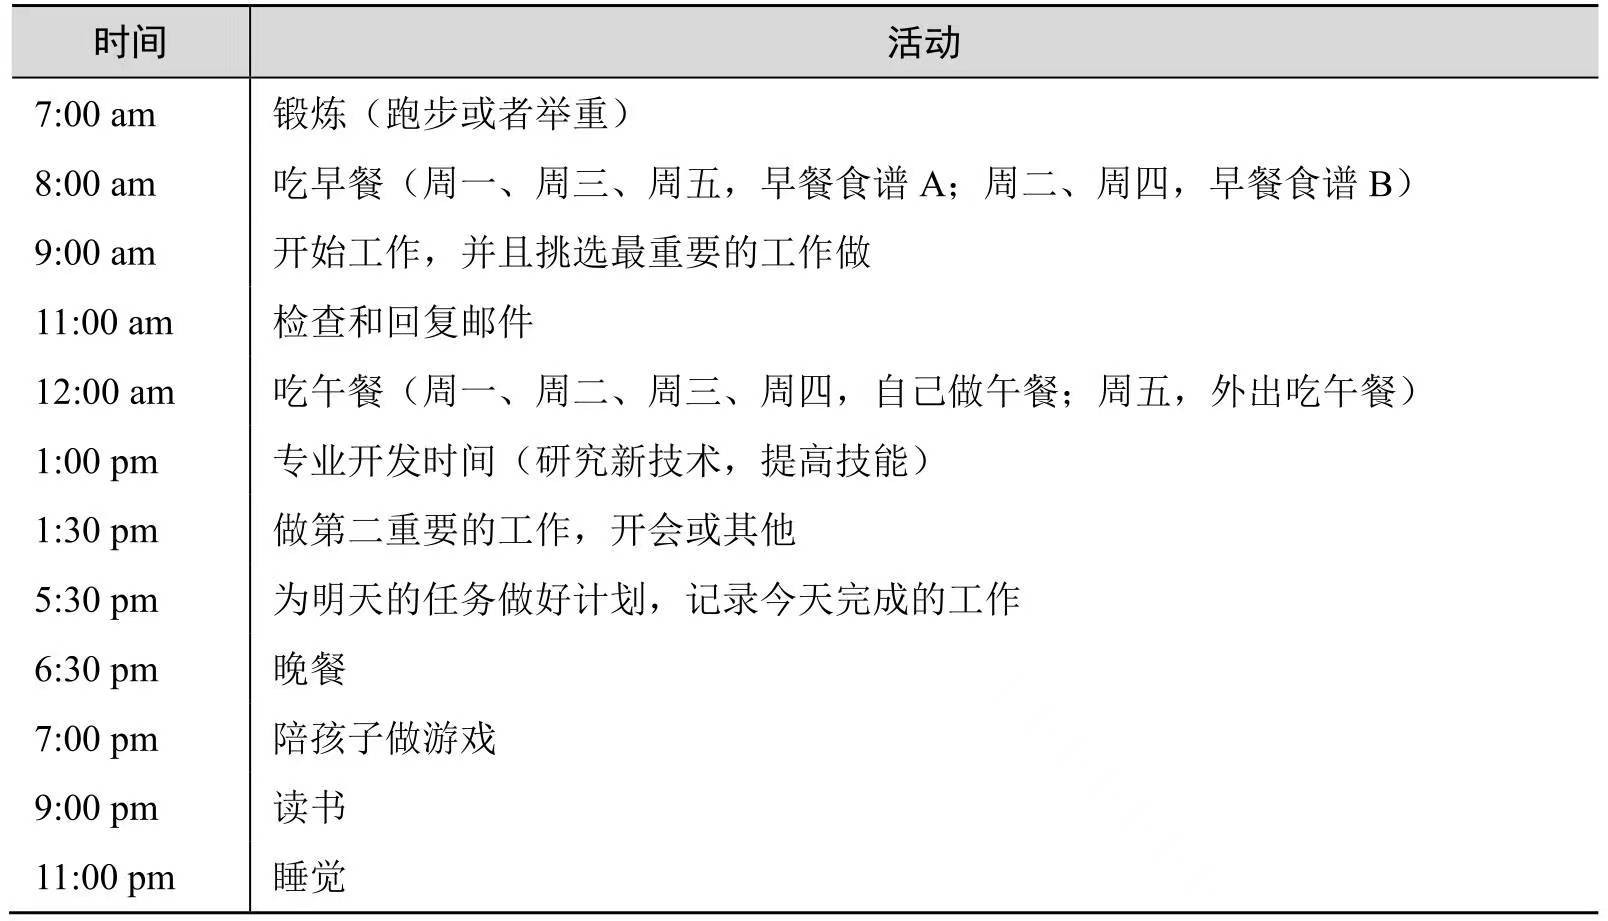 时间 活动
7:00 am 锻炼（跑步或者举重）
8:00 am 吃早餐（周一、周三、周五，早餐食谱 A；周二、周四，早餐食谱 B）
9:00 am 开始工作，并且挑选最重要的工作做
11:00 am 检查和回复邮件
12:00 am 吃午餐（周一、周二、周三、周四，自己做午餐；周五，外出吃午餐）
1:00 pm 专业开发时间（研究新技术，提高技能）
1:30 pm 做第二重要的工作，开会或其他
5:30 pm 为明天的任务做好计划，记录今天完成的工作
6:30 pm 晚餐
7:00 pm 陪孩子做游戏
9:00 pm 读书
11:00 pm 睡觉